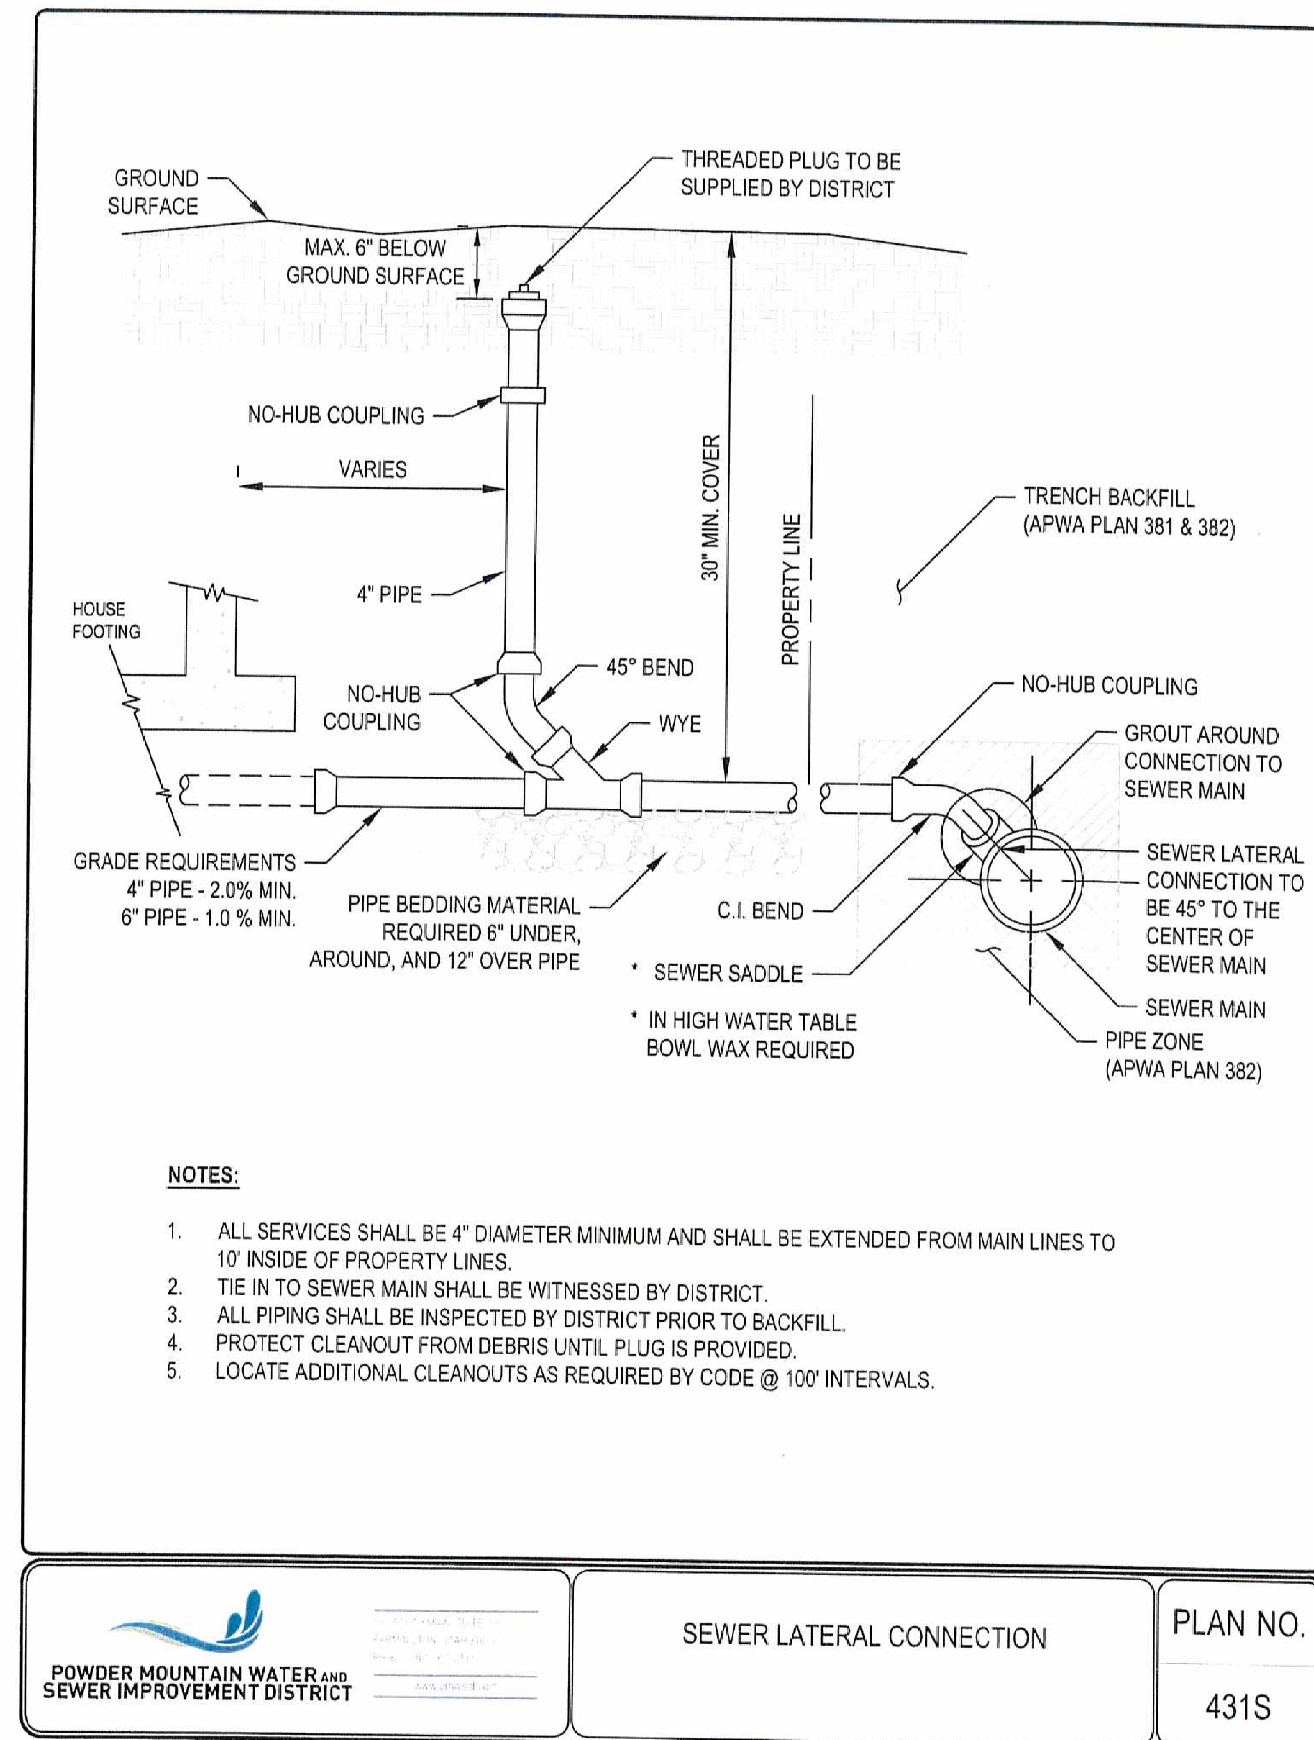 GROUND
SURFACE
THREADED PLUG TO BE
SUPPLIED BY DISTRICT
MAX. 6" BELOW
GROUND SURFACE
NO-HUB COUPLING
VARIES
30" MIN. COVER
PROPERTY LINE
TRENCH BACKFILL
(APWA PLAN 381 & 382)
4" PIPE
HOUSE
FOOTING
45° BEND
NO-HUB
COUPLING
WYE
NO-HUB COUPLING
GROUT AROUND
CONNECTION TO
SEWER MAIN
GRADE REQUIREMENTS
4" PIPE - 2.0% MIN.
6" PIPE - 1.0 % MIN.
PIPE BEDDING MATERIAL
REQUIRED 6" UNDER,
AROUND, AND 12" OVER PIPE
C.I. BEND
* SEWER SADDLE
* IN HIGH WATER TABLE
BOWL WAX REQUIRED
SEWER LATERAL
CONNECTION TO
BE 45° TO THE
CENTER OF
SEWER MAIN
SEWER MAIN
PIPE ZONE
(APWA PLAN 382)
NOTES:
1. ALL SERVICES SHALL BE 4" DIAMETER MINIMUM AND SHALL BE EXTENDED FROM MAIN LINES TO
10' INSIDE OF PROPERTY LINES.
2. TIE IN TO SEWER MAIN SHALL BE WITNESSED BY DISTRICT.
3. ALL PIPING SHALL BE INSPECTED BY DISTRICT PRIOR TO BACKFILL.
4. PROTECT CLEANOUT FROM DEBRIS UNTIL PLUG IS PROVIDED.
5. LOCATE ADDITIONAL CLEANOUTS AS REQUIRED BY CODE @ 100' INTERVALS.
POWDER MOUNTAIN WATER AND
SEWER IMPROVEMENT DISTRICT
SEWER LATERAL CONNECTION
PLAN NO.
431S